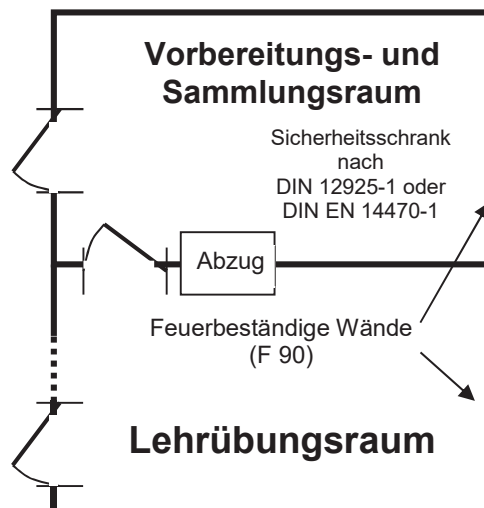 Vorbereitungs- und
Sammlungsraum
Sicherheitsschrank
nach
DIN 12925-1 oder
DIN EN 14470-1
Abzug
Feuerbeständige Wände
(F 90)
Lehrübungsraum